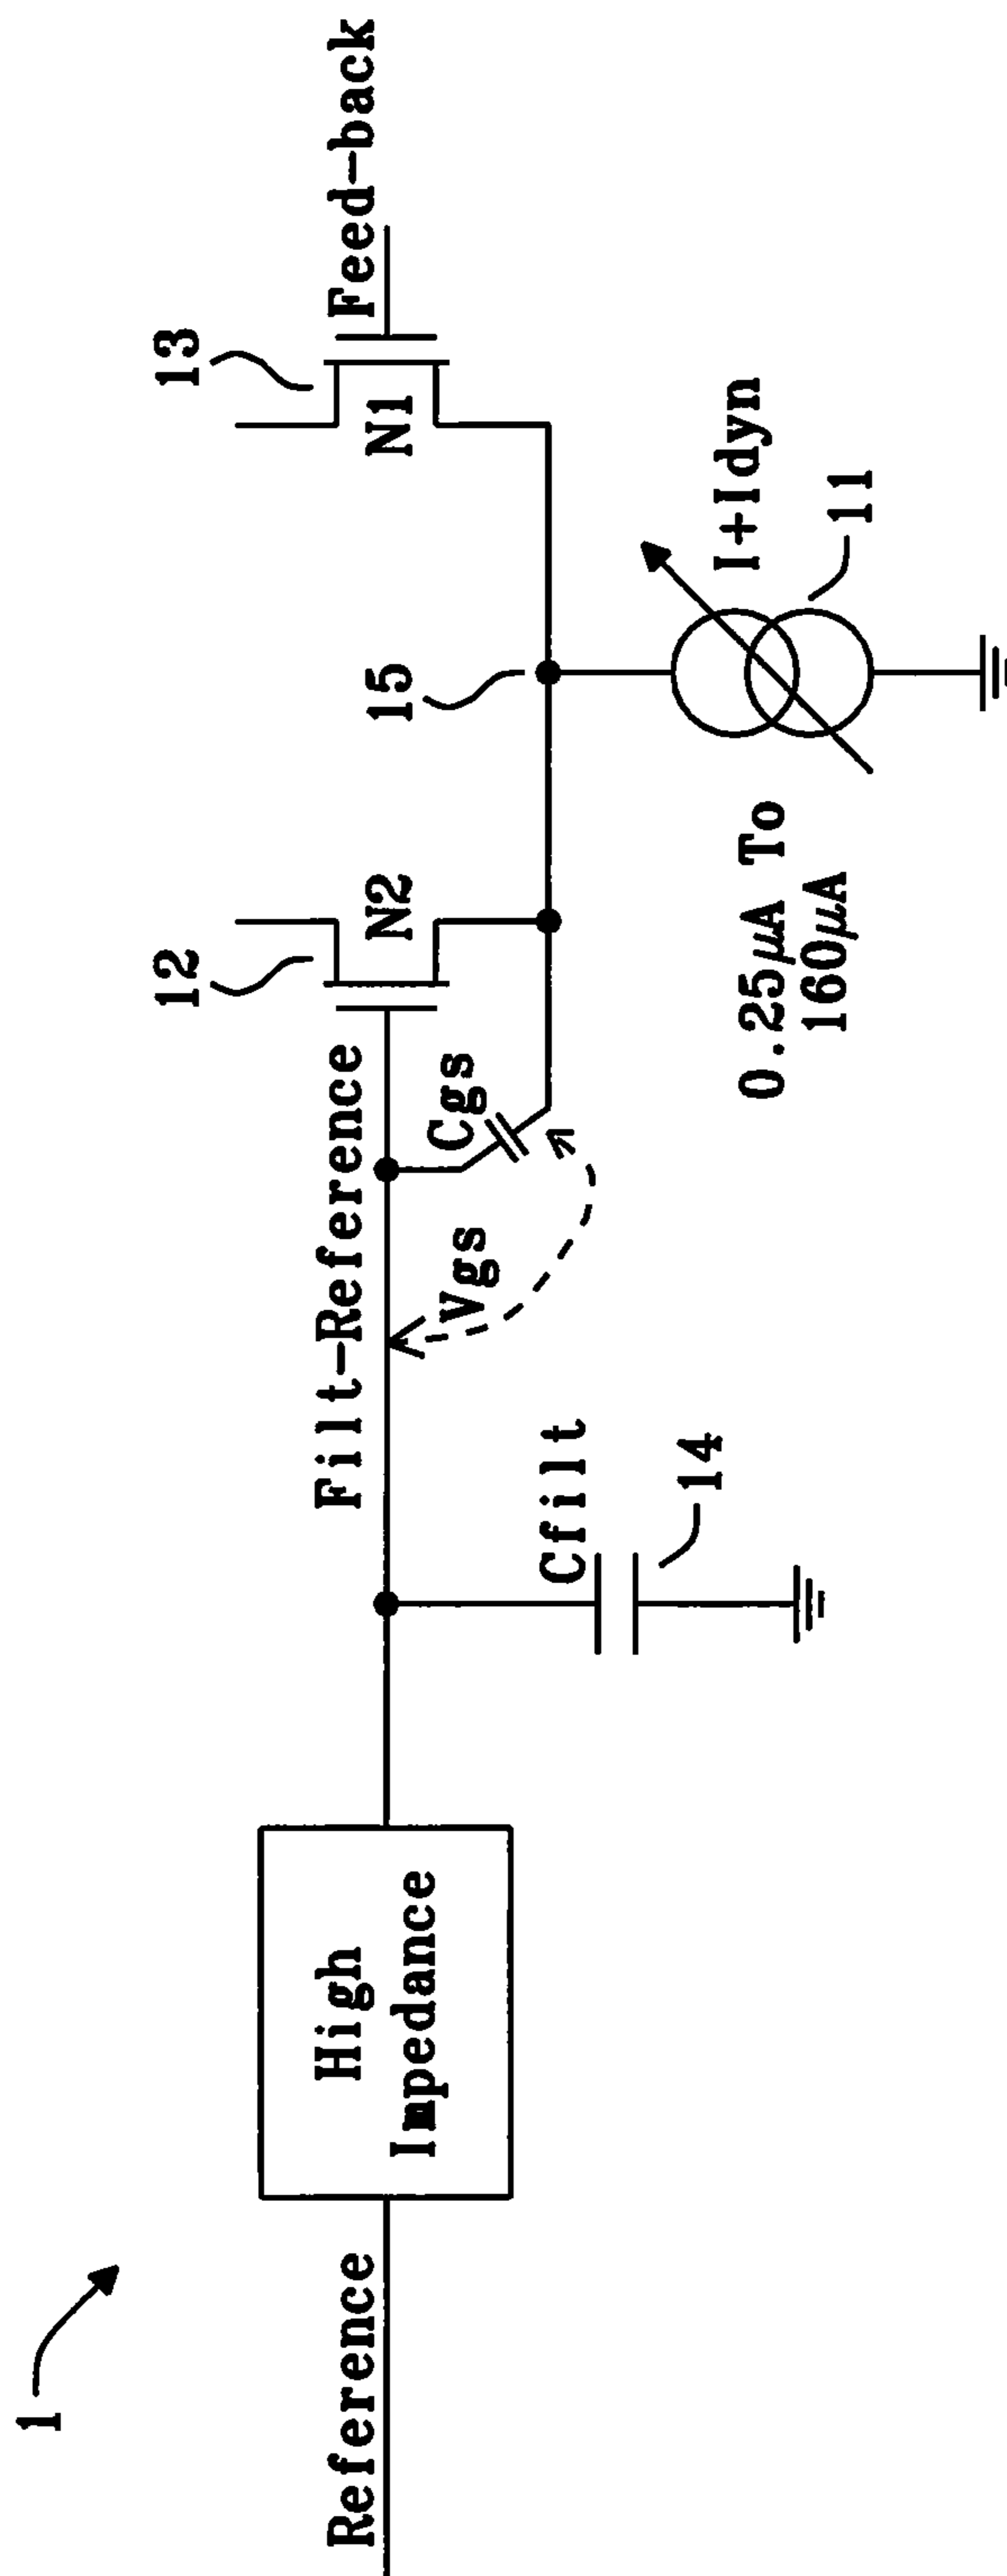 1
Reference
High
Impedance
Filt-Reference
Cfilt
14
Vgs
Cgs
12
N2
15
13
N1
Feed-back
I+Idyn
11
0.25μA To
160μA